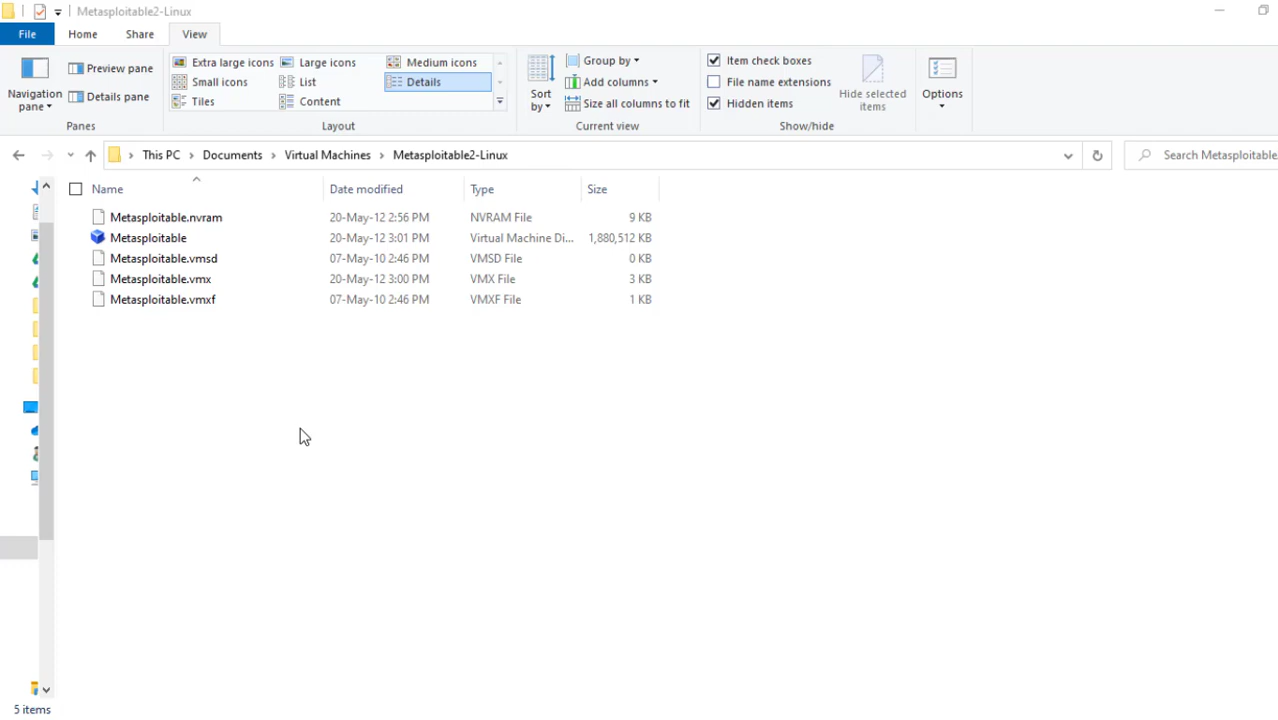 Metasploitable2-Linux
File Home Share View
Navigation pane
Preview pane
Details pane
Panes
Extra large icons Large icons Medium icons
Small icons List Details
Tiles Content
Layout
Sort by
Group by
Add columns
Size all columns to fit
Current view
Item check boxes
File name extensions
Hidden items
Hide selected items
Show/hide
Options
This PC Documents Virtual Machines Metasploitable2-Linux Search Metasploitable
Name Date modified Type Size
Metasploitable.nvram 20-May-12 2:56 PM NVRAM File 9 KB
Metasploitable 20-May-12 3:01 PM Virtual Machine Di... 1,880,512 KB
Metasploitable.vmsd 07-May-10 2:46 PM VMSD File 0 KB
Metasploitable.vmx 20-May-12 3:00 PM VMX File 3 KB
Metasploitable.vmxf 07-May-10 2:46 PM VMXF File 1 KB
5 items